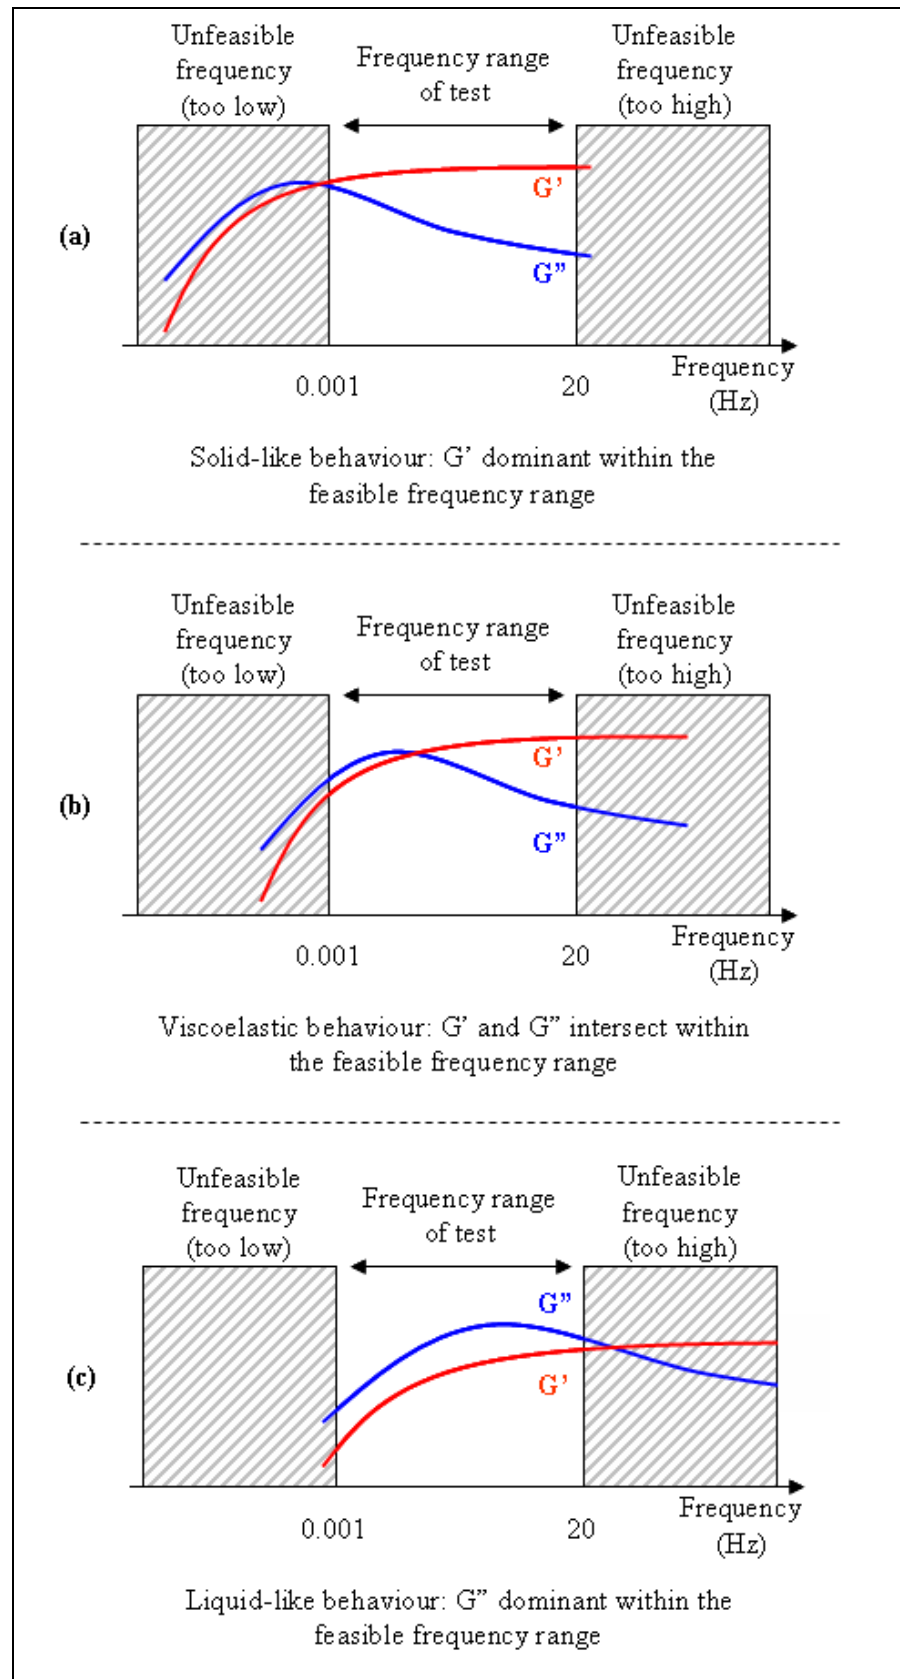 Unfeasible
frequency
(too low)
Frequency range
of test
Unfeasible
frequency
(too high)
(a)
G'
G”
0.001
20
Frequency
(Hz)
Solid-like behaviour: G’ dominant within the
feasible frequency range
Unfeasible
frequency
(too low)
Frequency range
of test
Unfeasible
frequency
(too high)
(b)
G'
G”
0.001
20
Frequency
(Hz)
Viscoelastic behaviour: G’ and G” intersect within
the feasible frequency range
Unfeasible
frequency
(too low)
Frequency range
of test
Unfeasible
frequency
(too high)
(c)
G”
G'
0.001
20
Frequency
(Hz)
Liquid-like behaviour: G” dominant within the
feasible frequency range